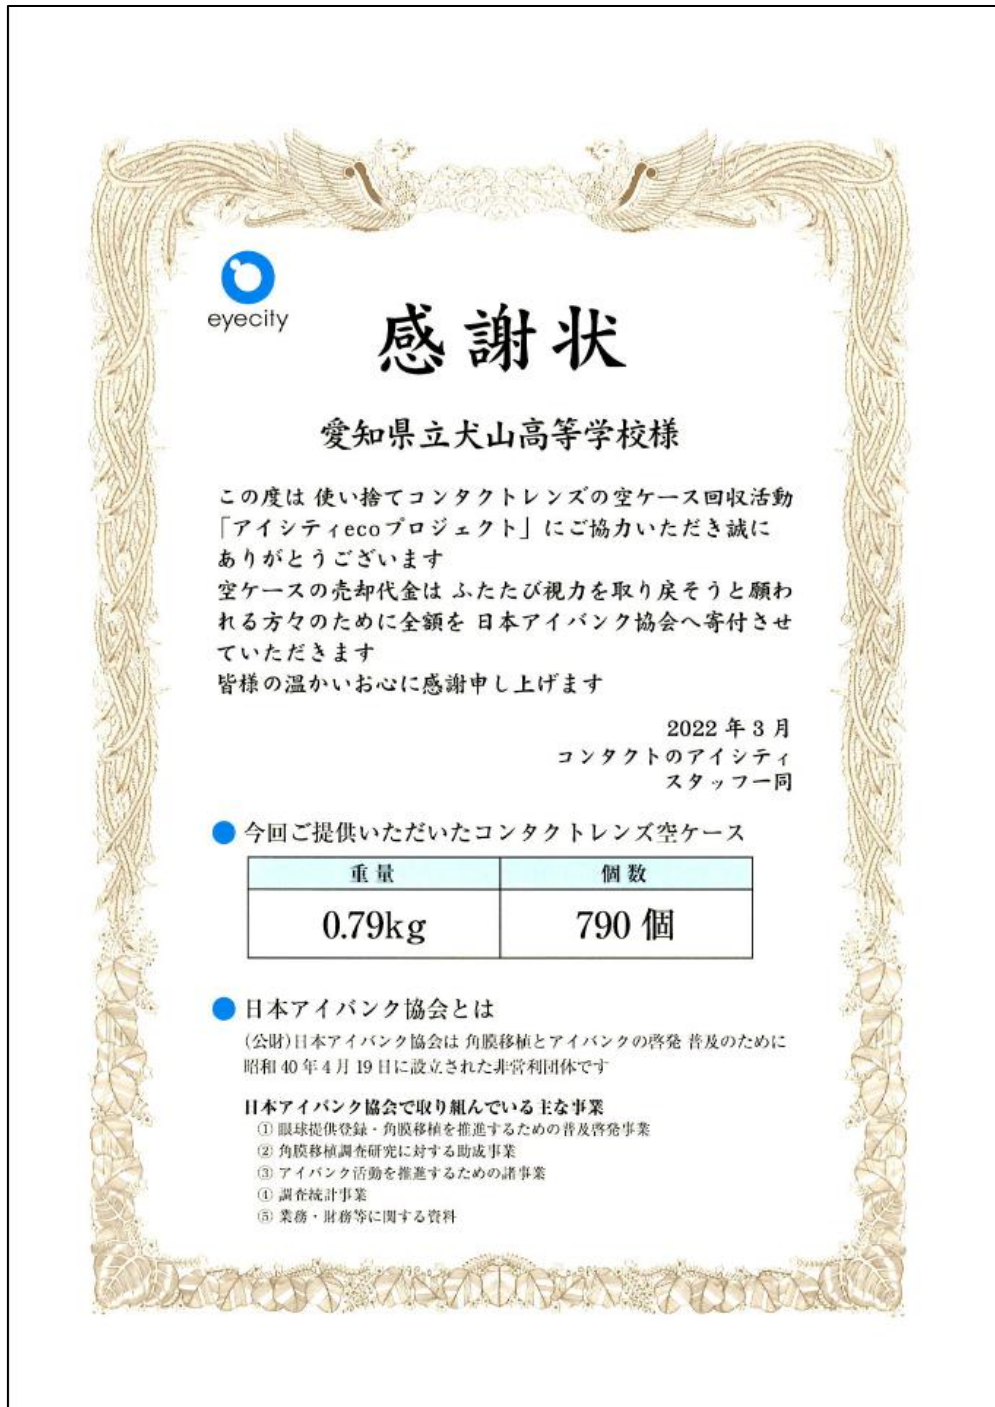 eyecity
感謝状
愛知県立犬山高等学校様
この度は 使い捨てコンタクトレンズの空ケース回収活動
「アイシティecoプロジェクト」にご協力いただき誠に
ありがとうございます
空ケースの売却代金は ふたたび視力を取り戻そうと願わ
れる方々のために全額を 日本アイバンク協会へ寄付させ
ていただきます
皆様の温かいお心に感謝申し上げます
2022 年 3 月
コンタクトのアイシティ
スタッフ一同
今回ご提供いただいたコンタクトレンズ空ケース
重量 個数
0.79kg 790 個
日本アイバンク協会とは
(公財)日本アイバンク協会は 角膜移植とアイバンクの啓発 普及のために
昭和 40 年 4 月 19 日に設立された非営利団体です
日本アイバンク協会で取り組んでいる主な事業
① 眼球提供登録・角膜移植を推進するための普及啓発事業
② 角膜移植調査研究に対する助成事業
③ アイバンク活動を推進するための諸事業
④ 調査統計事業
⑤ 業務・財務等に関する資料